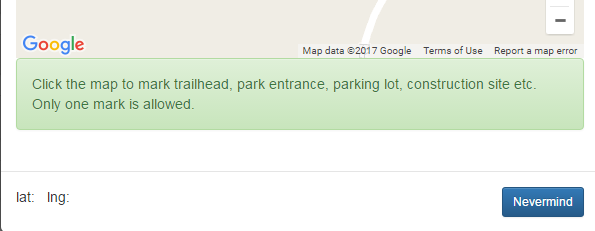 Google
Map data ©2017 Google Terms of Use Report a map error
Click the map to mark trailhead, park entrance, parking lot, construction site etc.
Only one mark is allowed.
lat: lng:
Nevermind